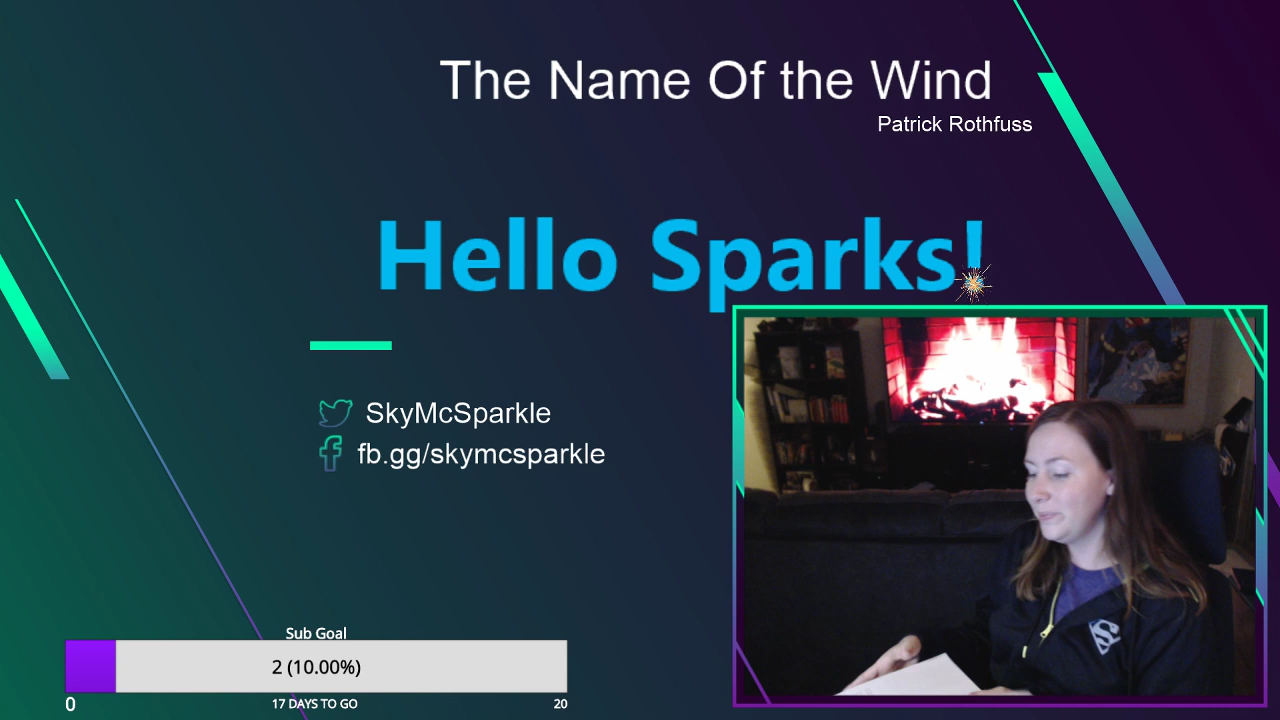 The Name Of the Wind
Patrick Rothfuss
Hello Sparks!
SkyMcSparkle
fb.gg/skymcsparkle
Sub Goal
2 (10.00%)
0
17 DAYS TO GO
20
S